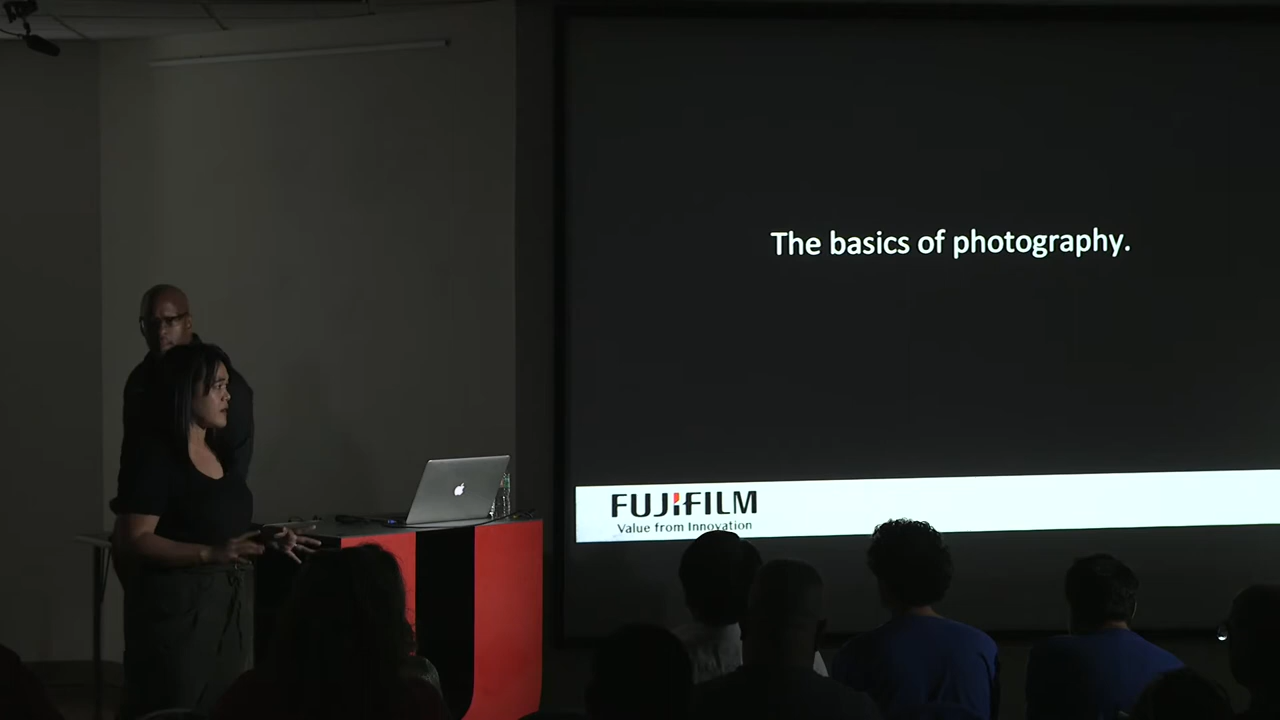 The basics of photography.
FUJIFILM
Value from Innovation